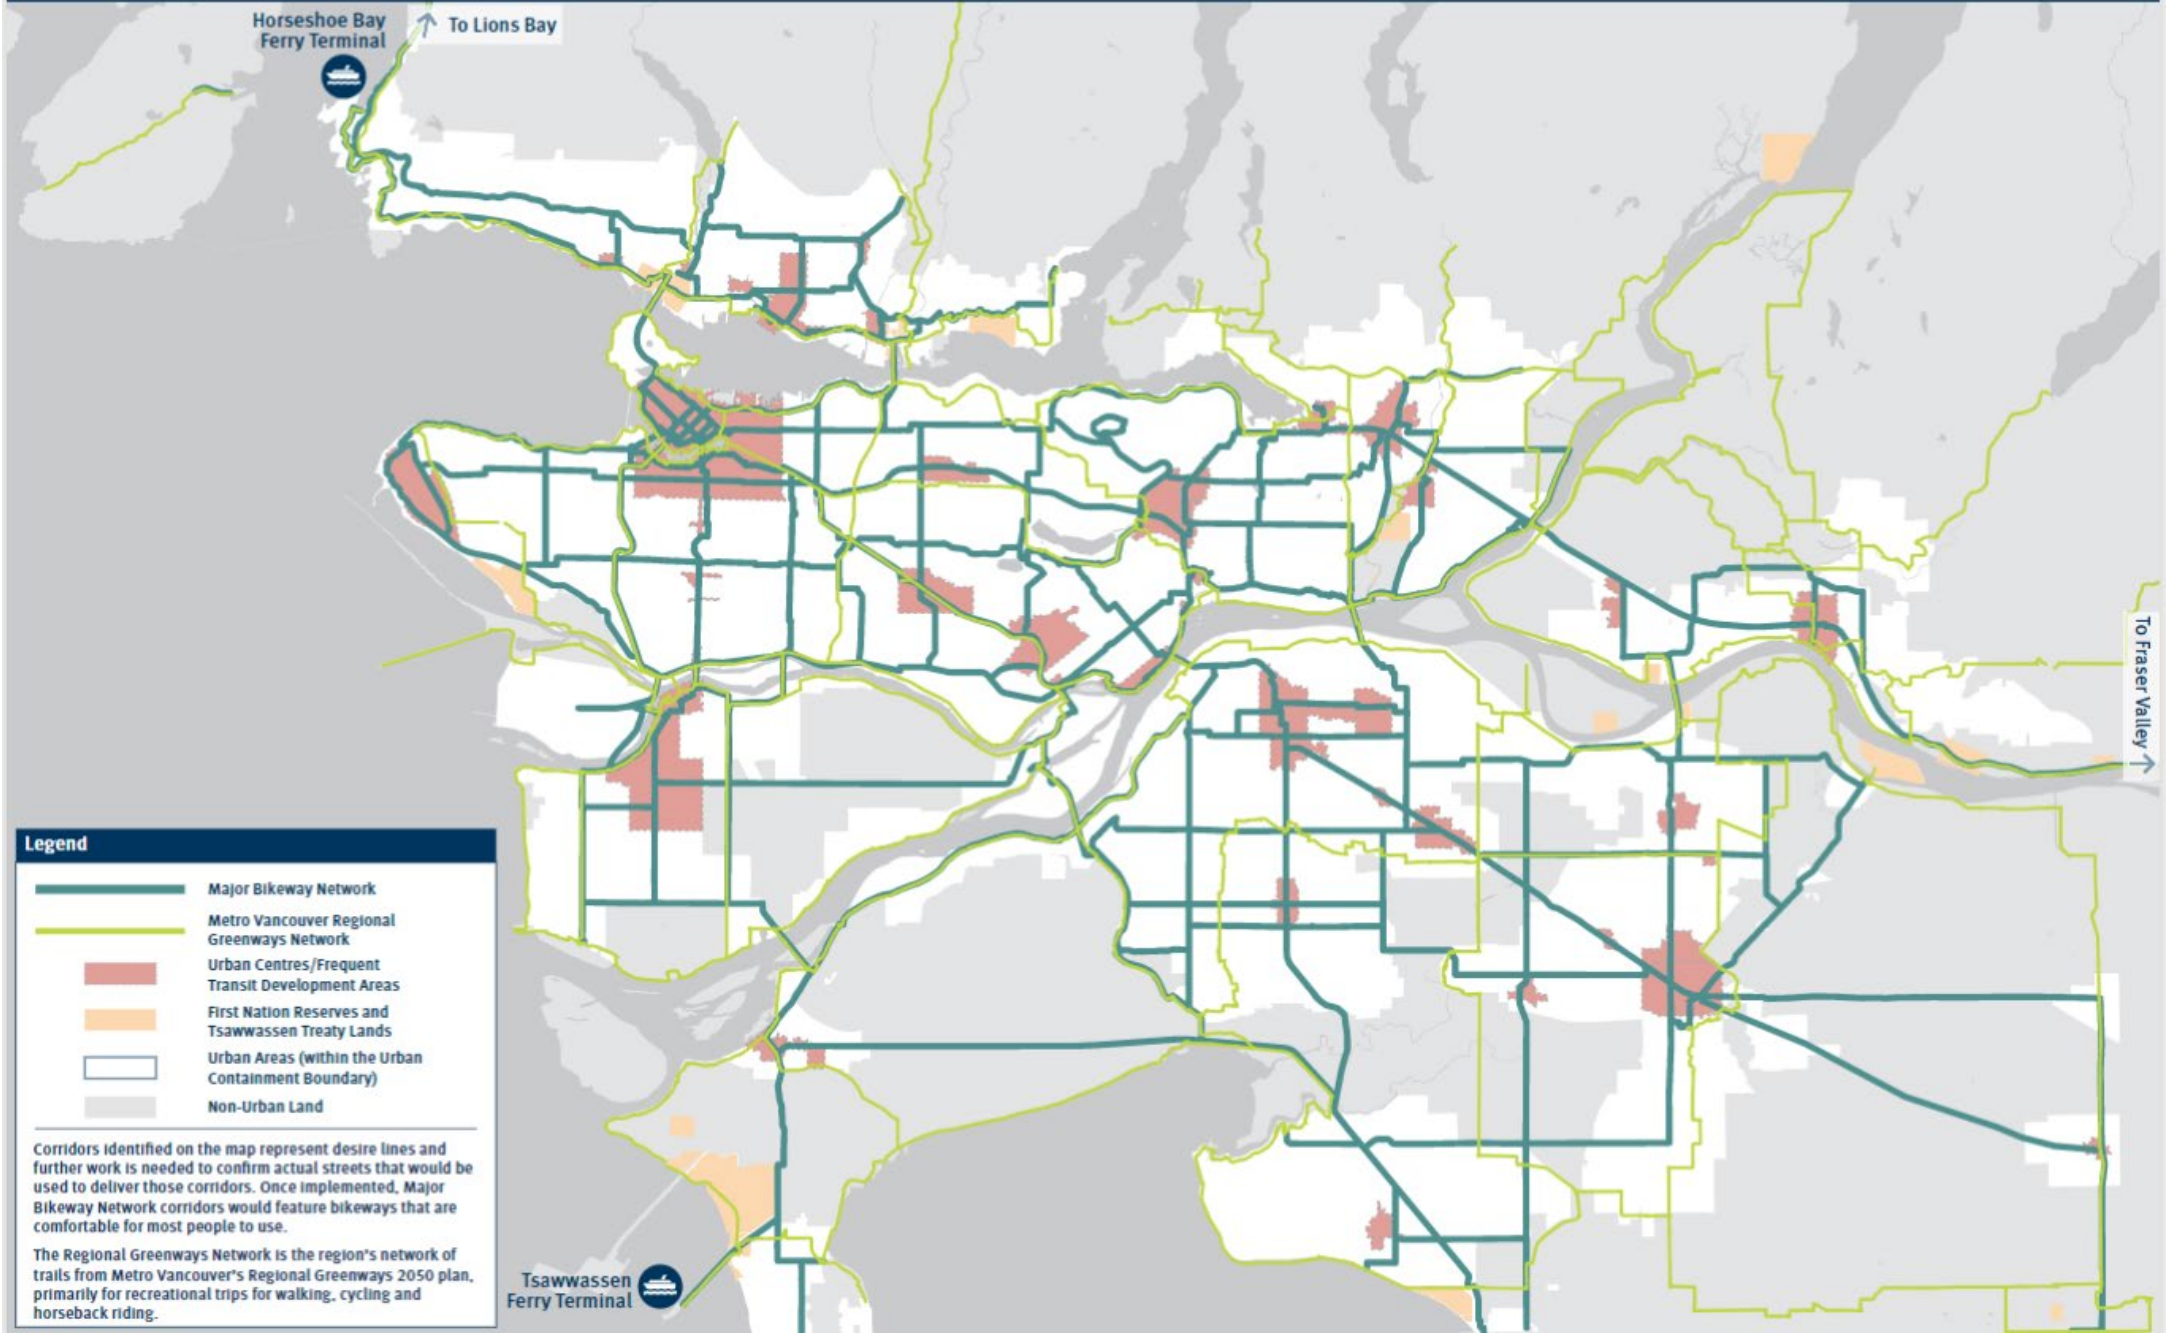 Horseshoe Bay
Ferry Terminal
To Lions Bay
To Fraser Valley
Legend
Major Bikeway Network
Metro Vancouver Regional
Greenways Network
Urban Centres/Frequent
Transit Development Areas
First Nation Reserves and
Tsawwassen Treaty Lands
Urban Areas (within the Urban
Containment Boundary)
Non-Urban Land
Corridors identified on the map represent desire lines and
further work is needed to confirm actual streets that would be
used to deliver those corridors. Once implemented, Major
Bikeway Network corridors would feature bikeways that are
comfortable for most people to use.
The Regional Greenways Network is the region's network of
trails from Metro Vancouver's Regional Greenways 2050 plan,
primarily for recreational trips for walking, cycling and
horseback riding.
Tsawwassen
Ferry Terminal